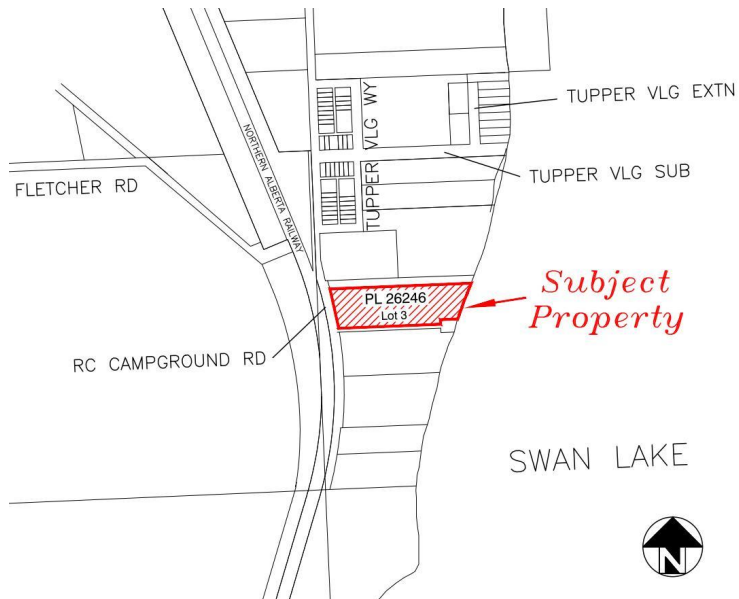 TUPPER VLG EXTN
TUPPER VLG WY
NORTHERN ALBERTA RAILWAY
FLETCHER RD
TUPPER VLG SUB
PL 26246
Lot 3
Subject
Property
RC CAMPGROUND RD
SWAN LAKE
N